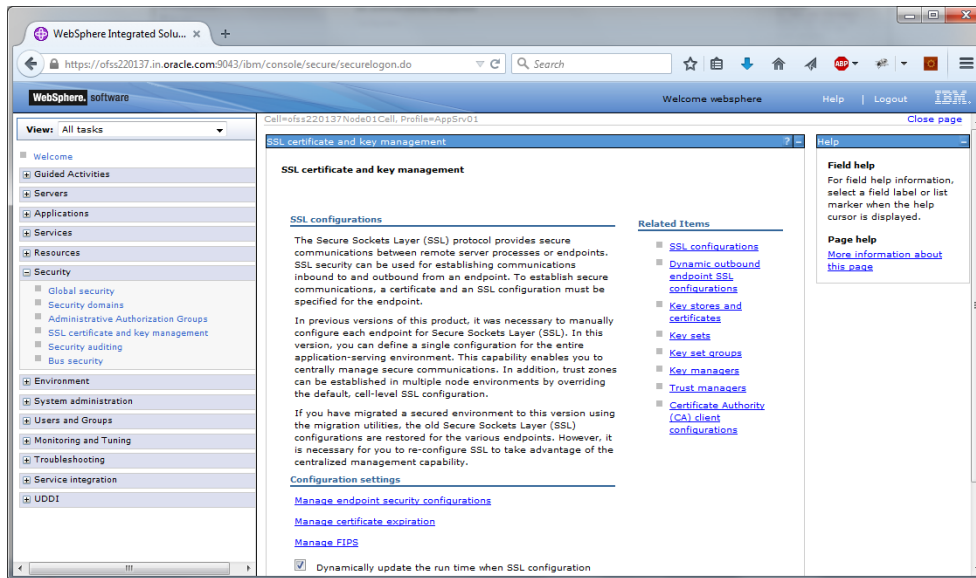 WebSphere Integrated Solu... × +
https://ofss220137.in.oracle.com:9043/ibm/console/secure/securelogon.do
Search
ABP
WebSphere. software
Welcome websphere
Help | Logout
IBM.
View: All tasks
Welcome
Guided Activities
Servers
Applications
Services
Resources
Security
Global security
Security domains
Administrative Authorization Groups
SSL certificate and key management
Security auditing
Bus security
Environment
System administration
Users and Groups
Monitoring and Tuning
Troubleshooting
Service integration
UDDI
Cell=ofss220137Node01Cell, Profile=AppSrv01
Close page
SSL certificate and key management
? -
SSL certificate and key management
SSL configurations
The Secure Sockets Layer (SSL) protocol provides secure
communications between remote server processes or endpoints.
SSL security can be used for establishing communications
inbound to and outbound from an endpoint. To establish secure
communications, a certificate and an SSL configuration must be
specified for the endpoint.
In previous versions of this product, it was necessary to manually
configure each endpoint for Secure Sockets Layer (SSL). In this
version, you can define a single configuration for the entire
application-serving environment. This capability enables you to
centrally manage secure communications. In addition, trust zones
can be established in multiple node environments by overriding
the default, cell-level SSL configuration.
If you have migrated a secured environment to this version using
the migration utilities, the old Secure Sockets Layer (SSL)
configurations are restored for the various endpoints. However, it
is necessary for you to re-configure SSL to take advantage of the
centralized management capability.
Configuration settings
Manage endpoint security configurations
Manage certificate expiration
Manage FIPS
Dynamically update the run time when SSL configuration
Related Items
SSL configurations
Dynamic outbound
endpoint SSL
configurations
Key stores and
certificates
Key sets
Key set groups
Key managers
Trust managers
Certificate Authority
(CA) client
configurations
Help
-
Field help
For field help information,
select a field label or list
marker when the help
cursor is displayed.
Page help
More information about
this page